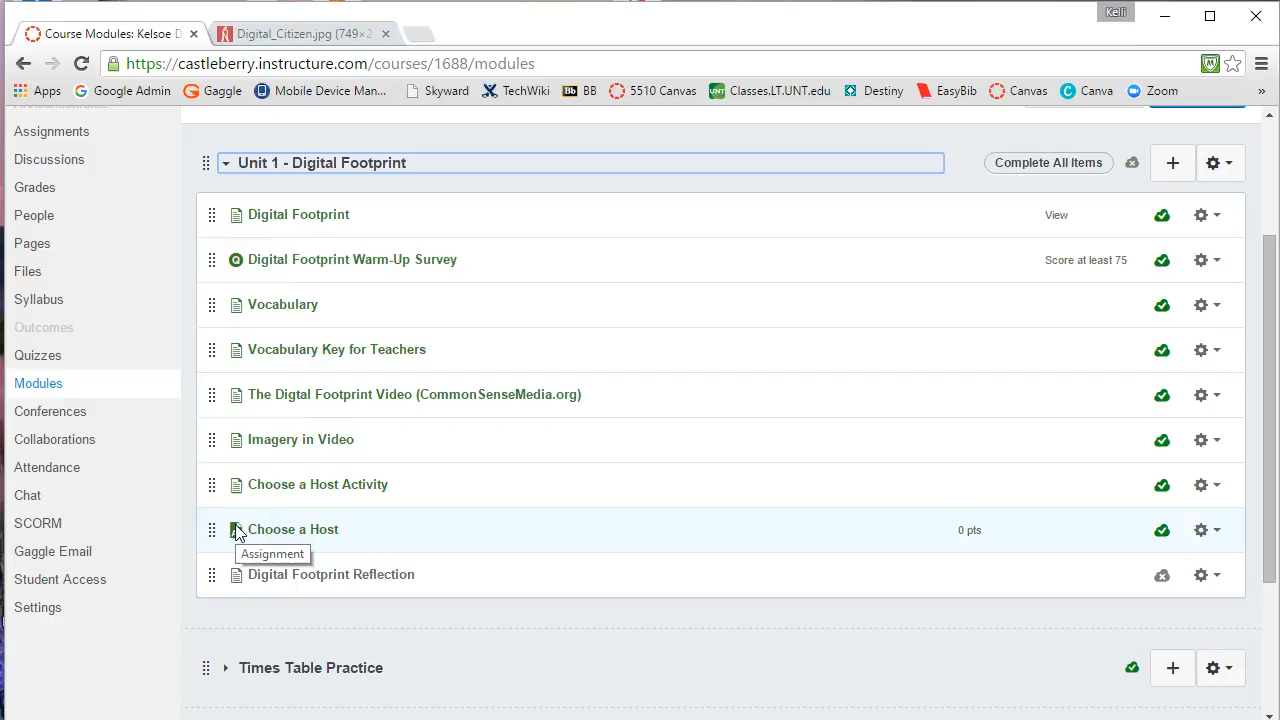 Kelli
Course Modules: Kelsoe D
Digital_Citizen.jpg (749×2
https://castleberry.instructure.com/courses/1688/modules
Apps Google Admin Gaggle Mobile Device Man... Skyward TechWiki Bb BB 5510 Canvas UNT Classes.LT.UNT.edu Destiny EasyBib Canvas Canva Zoom »
Announcements
Assignments
Discussions
Grades
People
Pages
Files
Syllabus
Outcomes
Quizzes
Modules
Conferences
Collaborations
Attendance
Chat
SCORM
Gaggle Email
Student Access
Settings
Unit 1 - Digital Footprint Complete All Items
Digital Footprint View
Digital Footprint Warm-Up Survey Score at least 75
Vocabulary
Vocabulary Key for Teachers
The Digtal Footprint Video (CommonSenseMedia.org)
Imagery in Video
Choose a Host Activity
Choose a Host 0 pts
Assignment
Digital Footprint Reflection
Times Table Practice